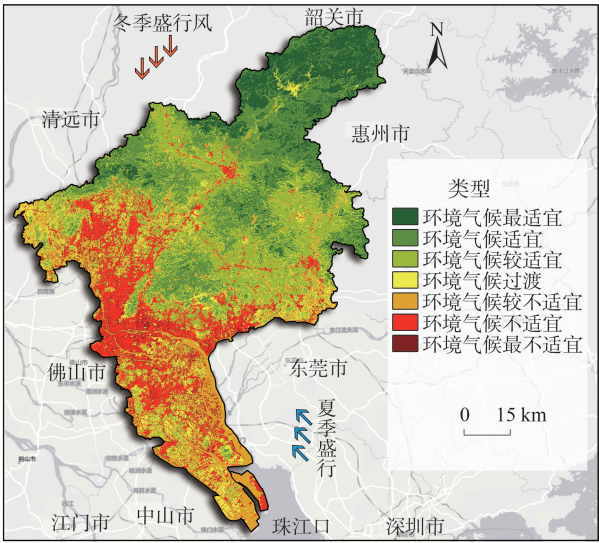 冬季盛行风
韶关市
N
清远市
惠州市
类型
环境气候最适宜
环境气候适宜
环境气候较适宜
环境气候过渡
环境气候较不适宜
环境气候不适宜
环境气候最不适宜
0 15 km
佛山市
东莞市
夏季盛行
江门市
中山市
珠江口
深圳市